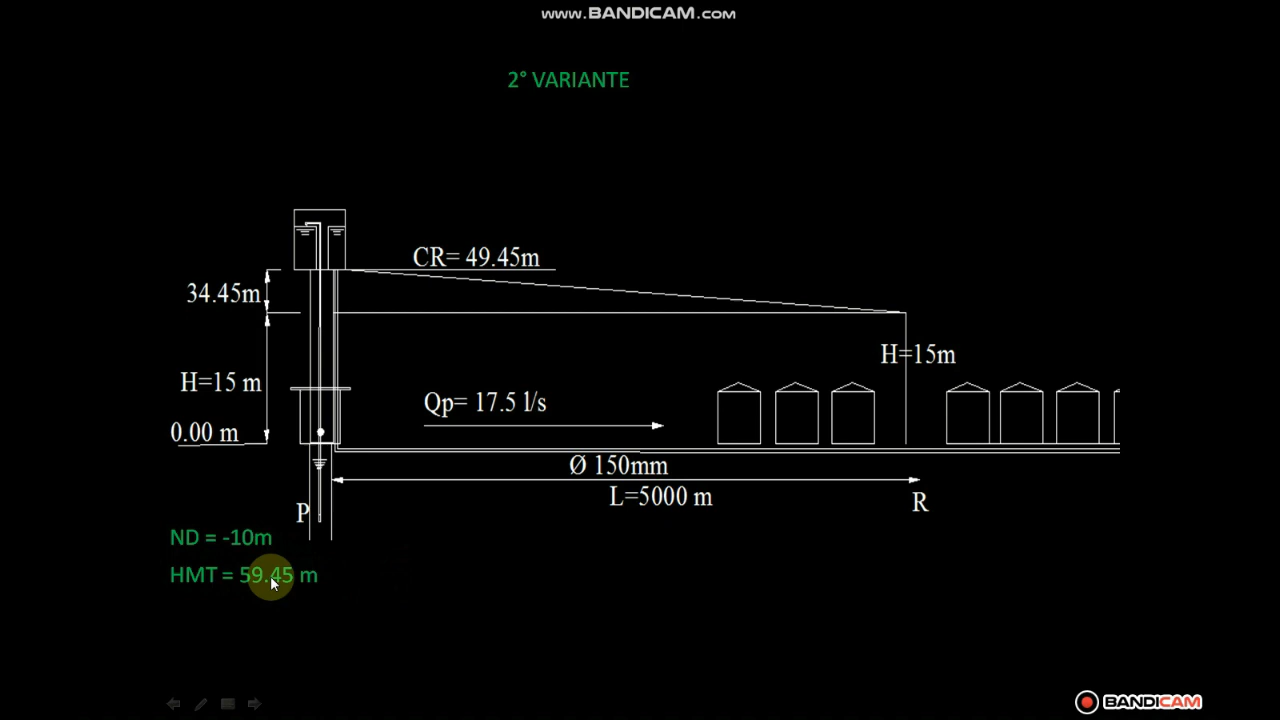 www.BANDICAM.com
2° VARIANTE
CR= 49.45m
34.45m
H=15m
H=15 m
Qp= 17.5 l/s
0.00 m
Ø 150mm
L=5000 m
P
R
ND = -10m
HMT = 59.45 m
BANDICAM